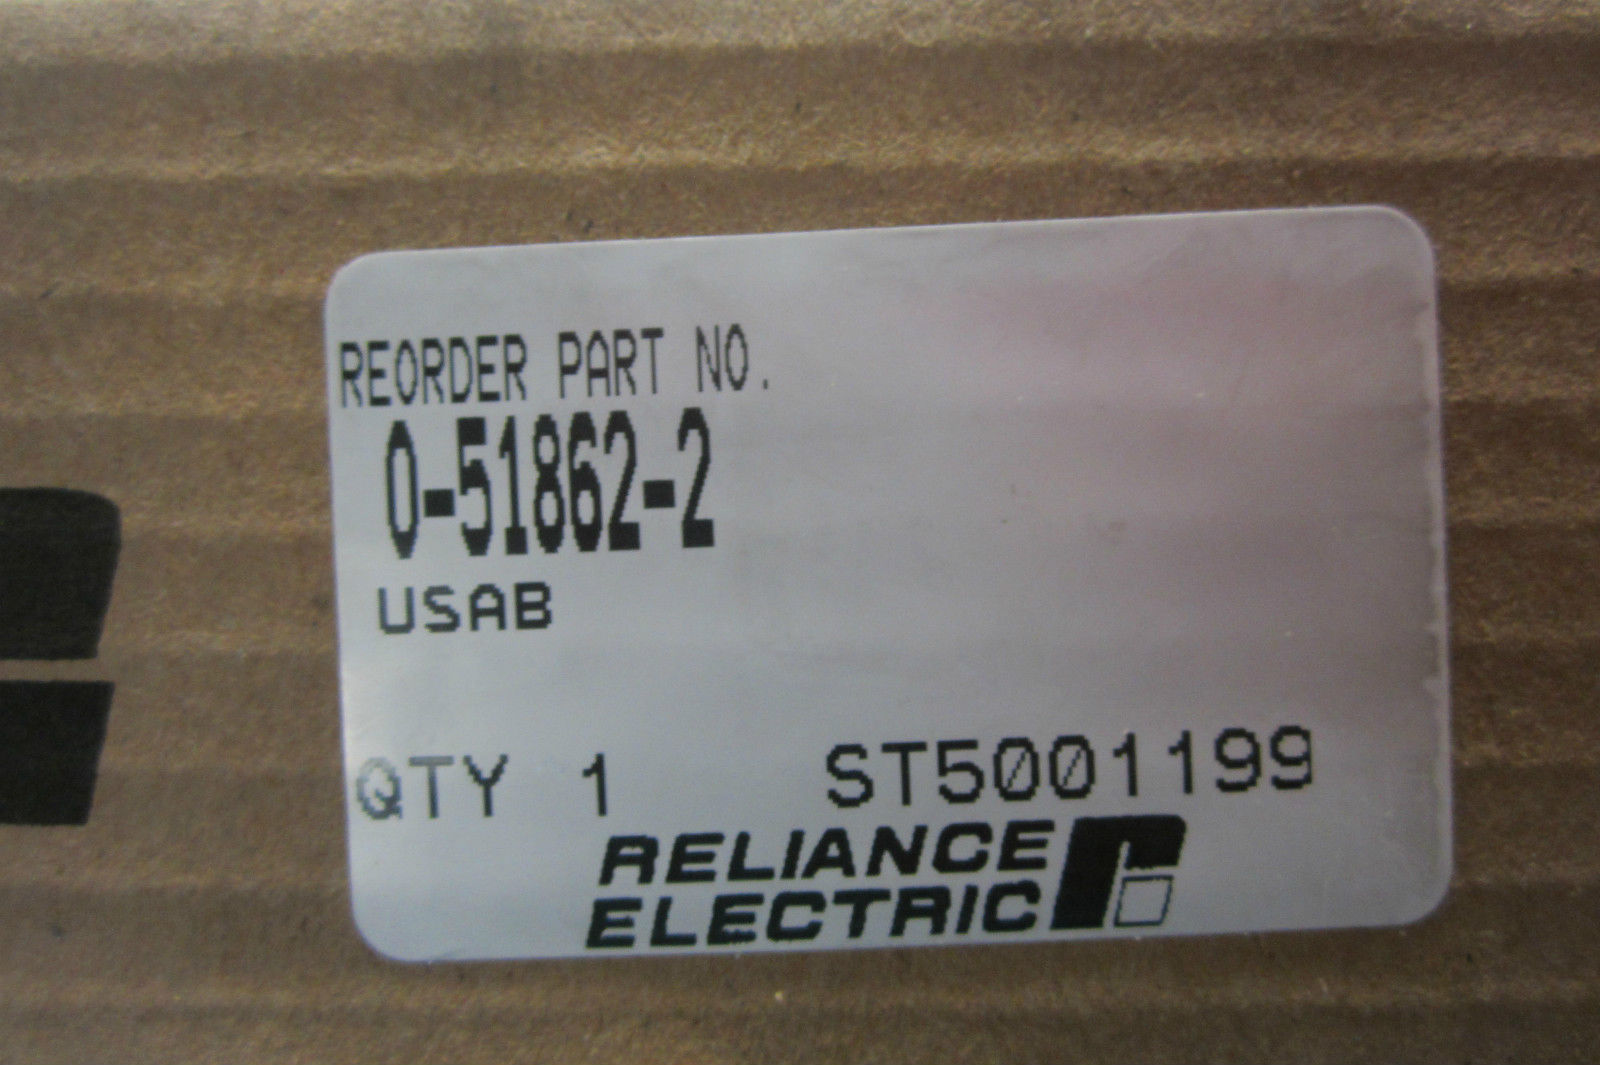 REORDER PART NO.
0-51862-2
USAB
QTY 1 ST5001199
RELIANCE
ELECTRIC